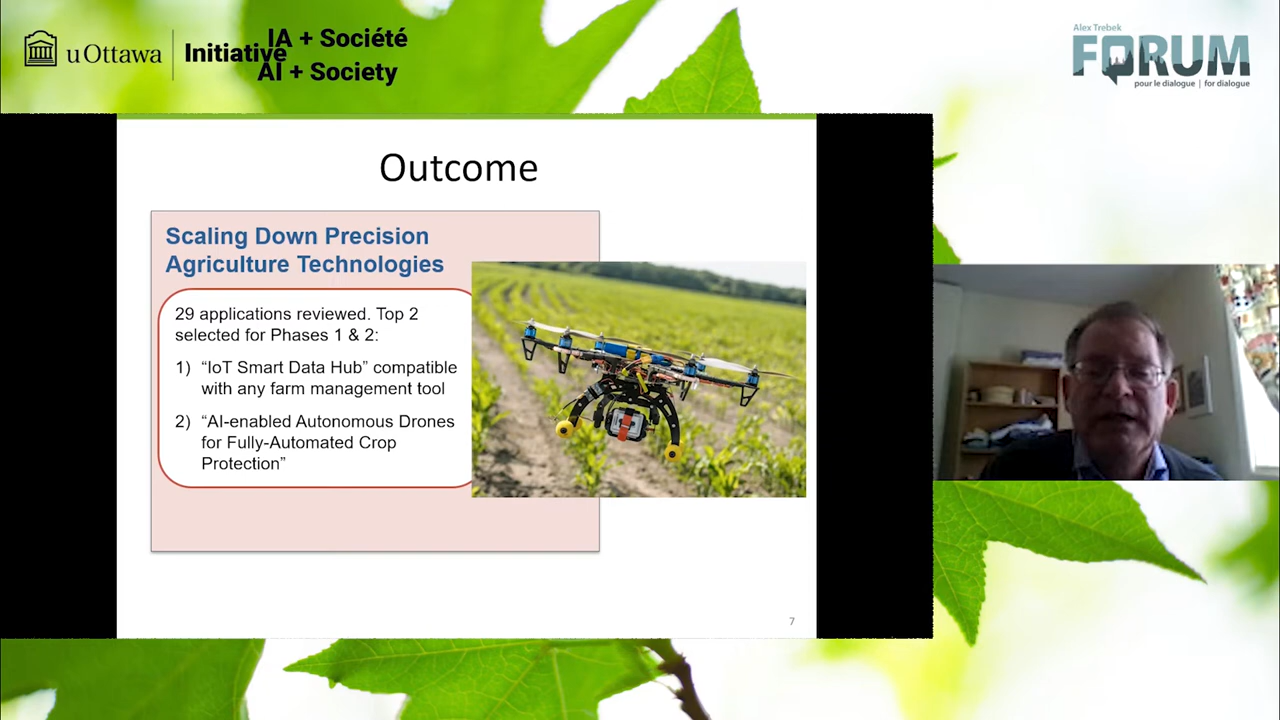 uOttawa
Initiative
IA + Société
AI + Society
Alex Trebek
FORUM
pour le dialogue | for dialogue
Outcome
Scaling Down Precision
Agriculture Technologies
29 applications reviewed. Top 2
selected for Phases 1 & 2:
1) “IoT Smart Data Hub” compatible
with any farm management tool
2) “AI-enabled Autonomous Drones
for Fully-Automated Crop
Protection”
7